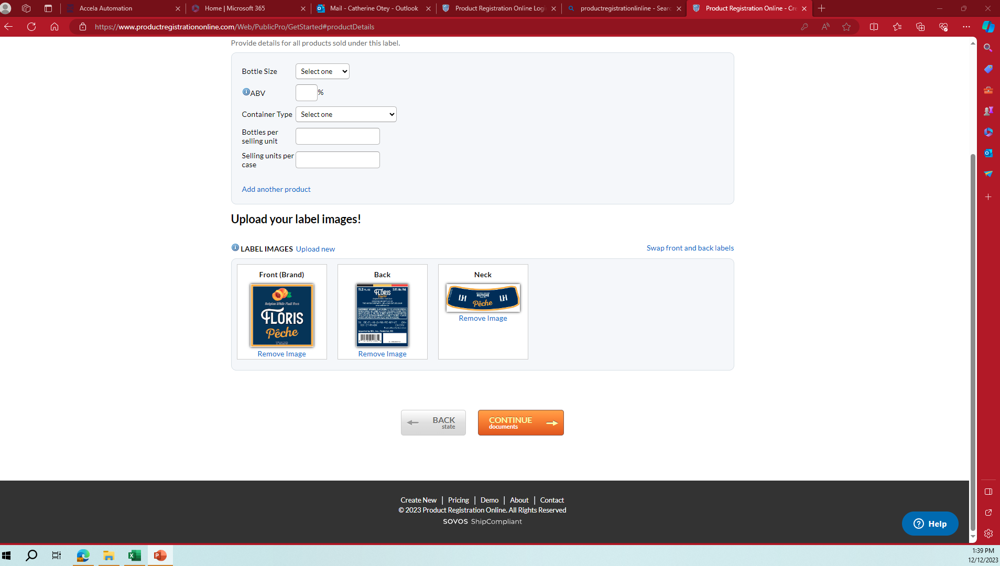 Accela Automation
Home | Microsoft 365
Mail - Catherine Otey - Outlook
Product Registration Online Logi
productregistrationlinline - Searc
Product Registration Online - Cre
https://www.productregistrationonline.com/Web/PublicPro/GetStarted#productDetails
Provide details for all products sold under this label.
Bottle Size
Select one
ABV
%
Container Type
Select one
Bottles per
selling unit
Selling units per
case
Add another product
Upload your label images!
LABEL IMAGES Upload new
Swap front and back labels
Front (Brand)
Belgian White Fruit Beer
FLORIS
Pêche
Remove Image
Back
11.2 FL.OZ
FLORIS
Pêche
Remove Image
Neck
HUYGHE
Pêche
Remove Image
BACK
state
CONTINUE
documents
Create New | Pricing | Demo | About | Contact
© 2023 Product Registration Online. All Rights Reserved
SOVOS ShipCompliant
Help
1:39 PM
12/12/2023